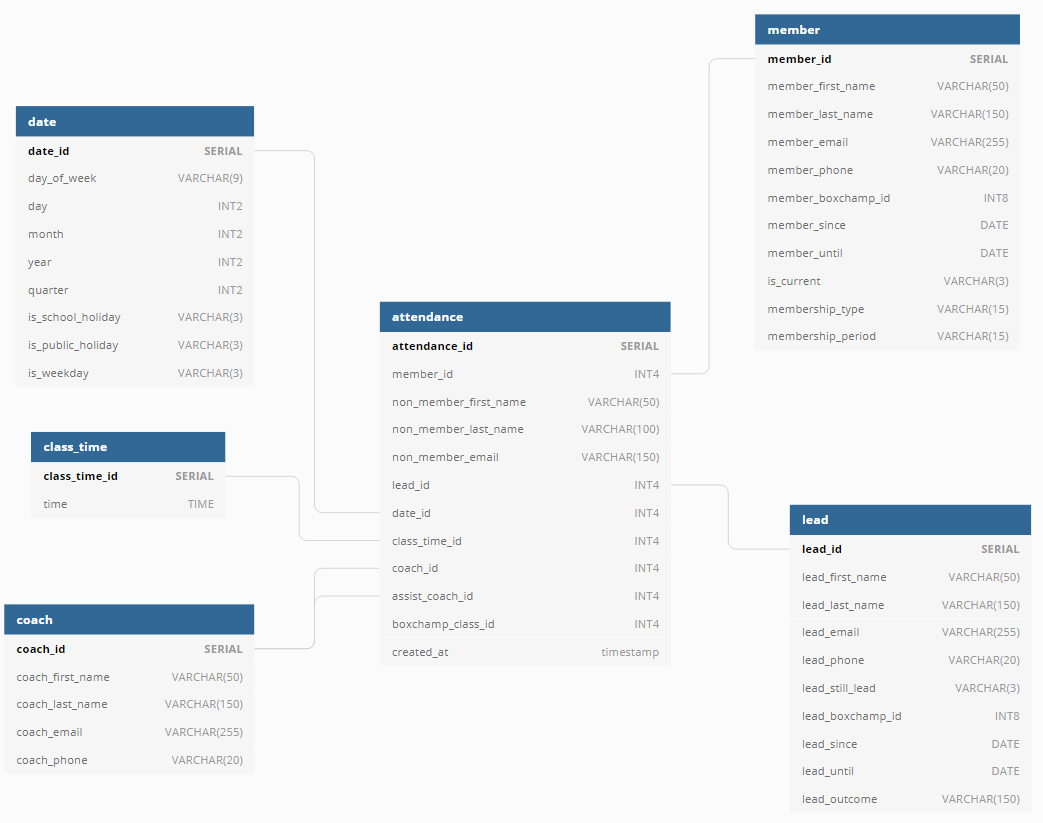 date
date_id SERIAL
day_of_week VARCHAR(9)
day INT2
month INT2
year INT2
quarter INT2
is_school_holiday VARCHAR(3)
is_public_holiday VARCHAR(3)
is_weekday VARCHAR(3)
class_time
class_time_id SERIAL
time TIME
coach
coach_id SERIAL
coach_first_name VARCHAR(50)
coach_last_name VARCHAR(150)
coach_email VARCHAR(255)
coach_phone VARCHAR(20)
attendance
attendance_id SERIAL
member_id INT4
non_member_first_name VARCHAR(50)
non_member_last_name VARCHAR(100)
non_member_email VARCHAR(150)
lead_id INT4
date_id INT4
class_time_id INT4
coach_id INT4
assist_coach_id INT4
boxchamp_class_id INT4
created_at timestamp
member
member_id SERIAL
member_first_name VARCHAR(50)
member_last_name VARCHAR(150)
member_email VARCHAR(255)
member_phone VARCHAR(20)
member_boxchamp_id INT8
member_since DATE
member_until DATE
is_current VARCHAR(3)
membership_type VARCHAR(15)
membership_period VARCHAR(15)
lead
lead_id SERIAL
lead_first_name VARCHAR(50)
lead_last_name VARCHAR(150)
lead_email VARCHAR(255)
lead_phone VARCHAR(20)
lead_still_lead VARCHAR(3)
lead_boxchamp_id INT8
lead_since DATE
lead_until DATE
lead_outcome VARCHAR(150)